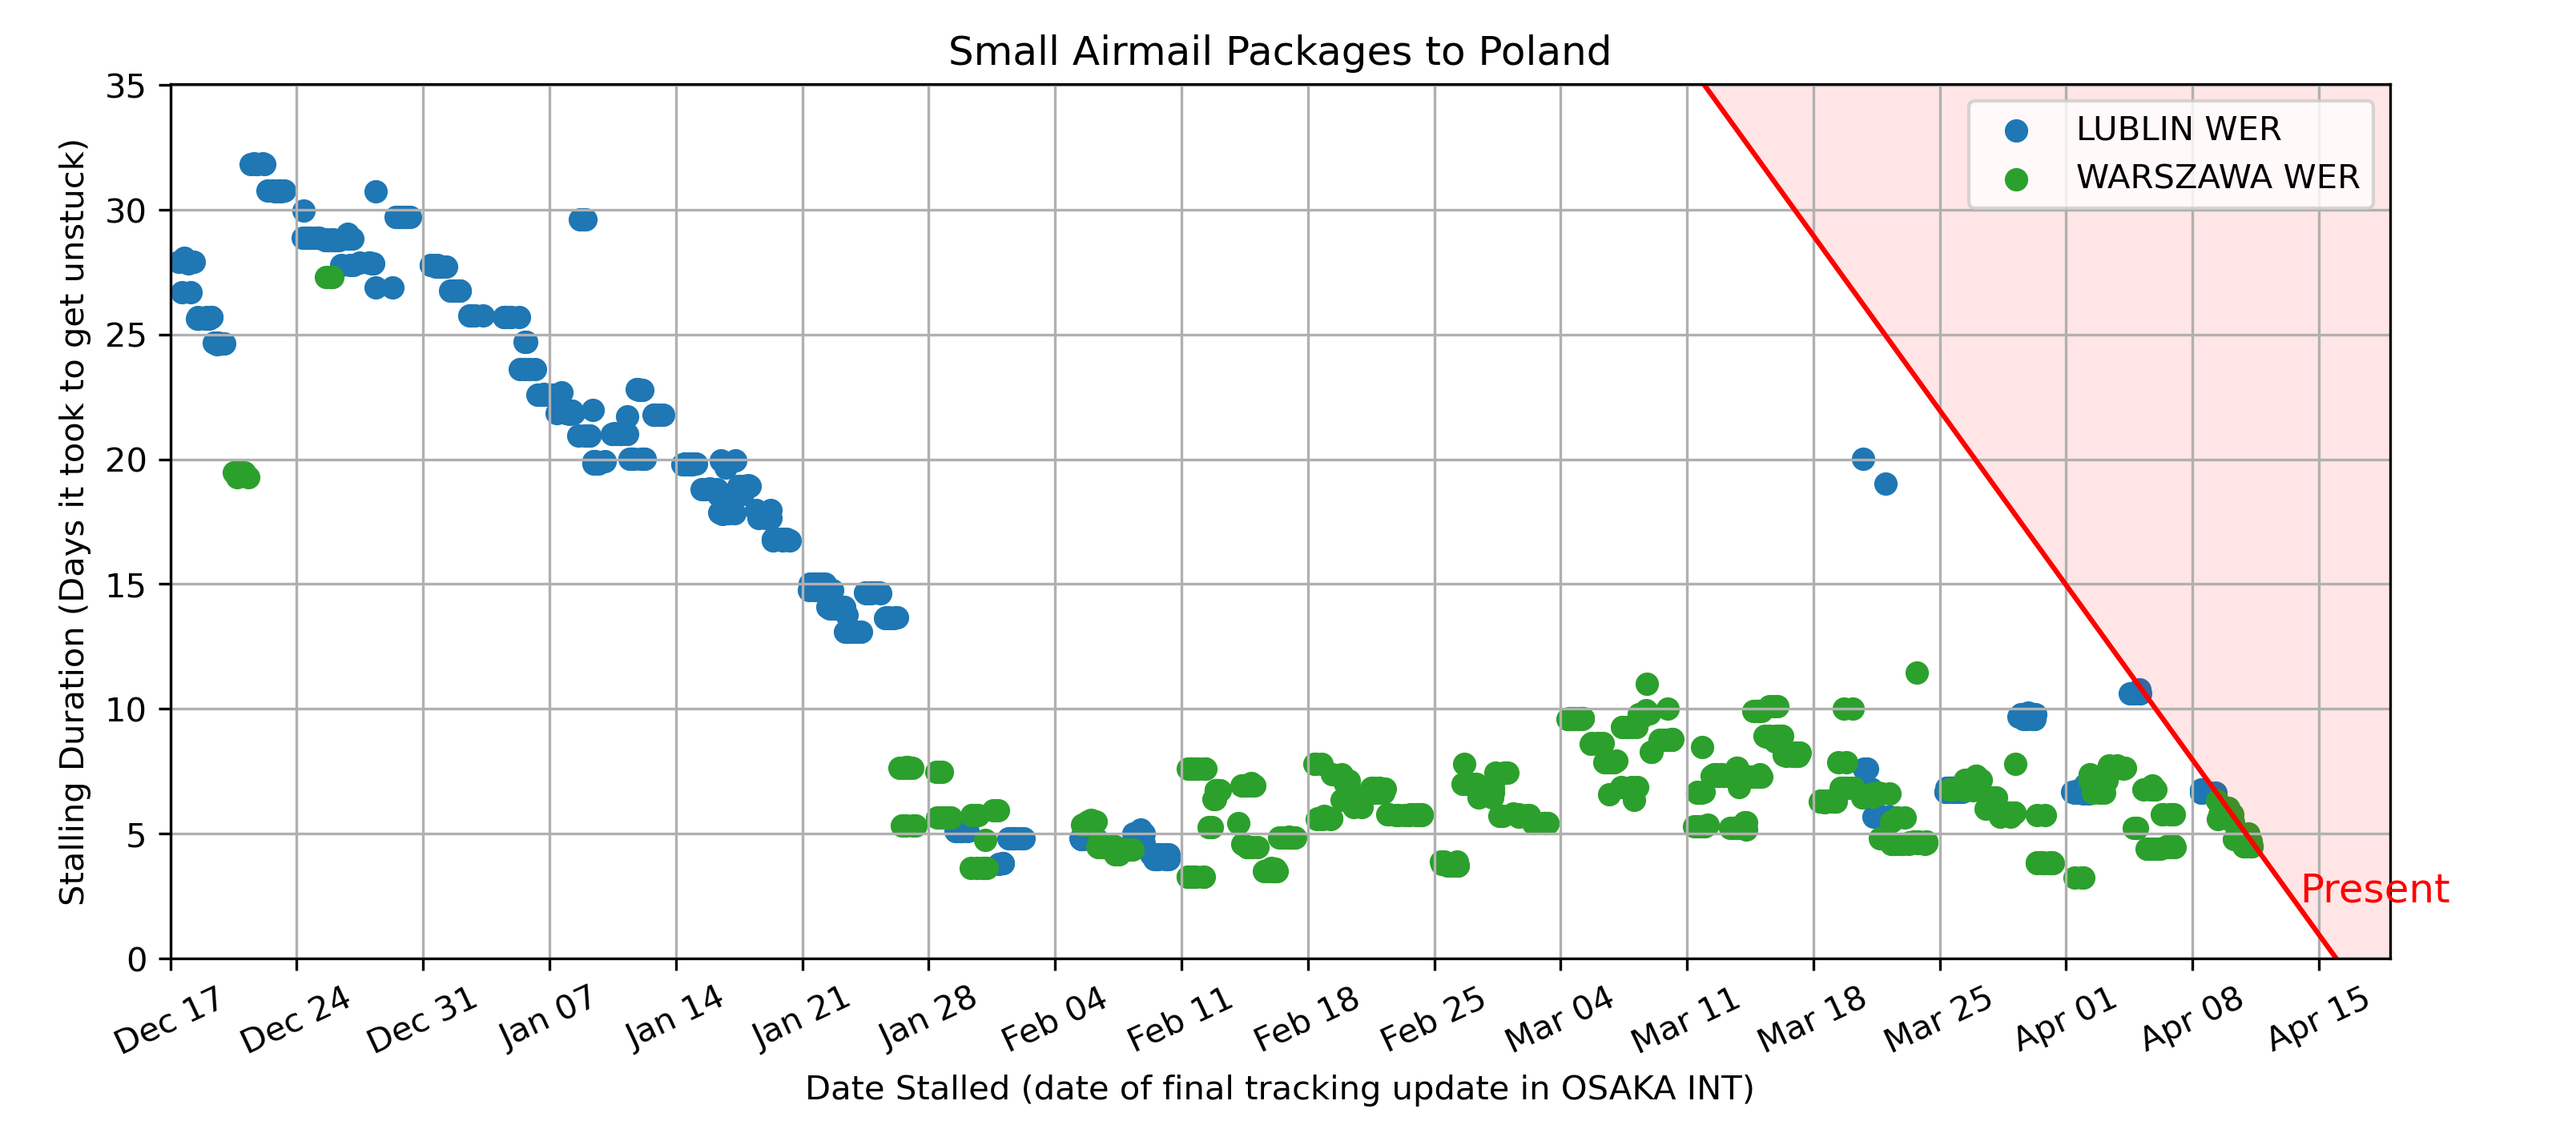 Small Airmail Packages to Poland
Stalling Duration (Days it took to get unstuck)
35
30
25
20
15
10
5
0
LUBLIN WER
WARSZAWA WER
Present
Dec 17
Dec 24
Dec 31
Jan 07
Jan 14
Jan 21
Jan 28
Feb 04
Feb 11
Feb 18
Feb 25
Mar 04
Mar 11
Mar 18
Mar 25
Apr 01
Apr 08
Apr 15
Date Stalled (date of final tracking update in OSAKA INT)